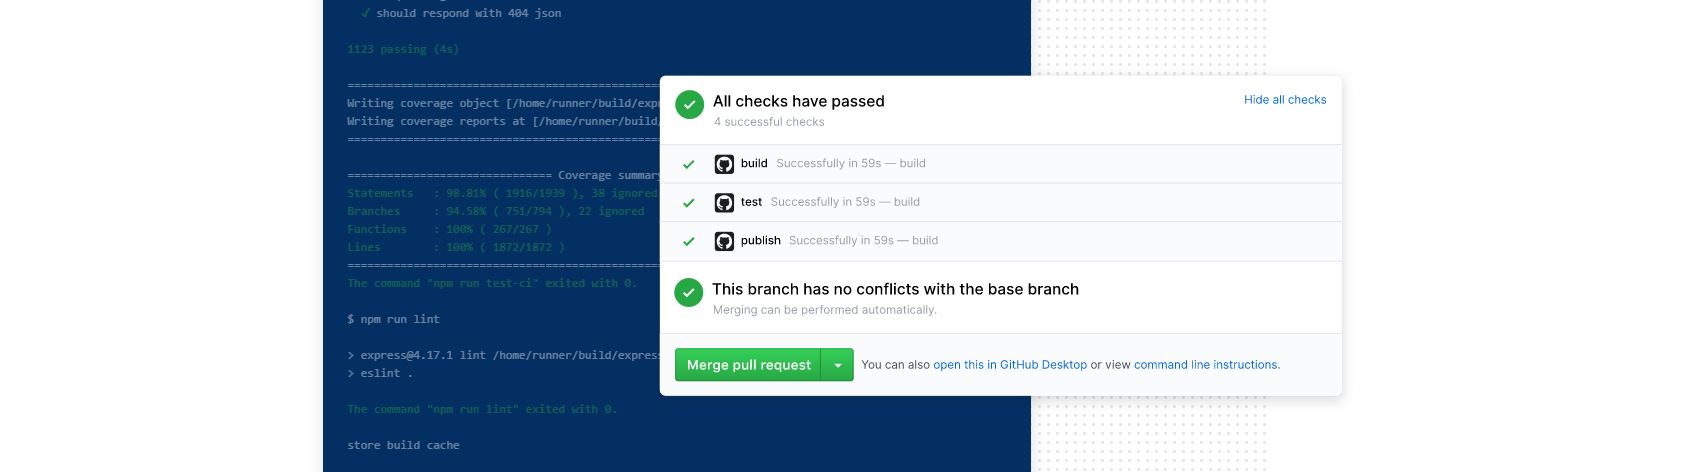 ✓ should respond with 404 json
1123 passing (4s)
Writing coverage object [/home/runner/build/
Writing coverage reports at [/home/runner/build/
============================== Coverage
Statements : 98.81% ( 1916/1939 ), 38 ignored
Branches : 94.58% ( 751/794 ), 22 ignored
Functions : 100% ( 267/267 )
Lines : 100% ( 1872/1872 )
The command "npm run test-ci" exited with 0.
$ npm run lint
> express@4.17.1 lint /home/runner/build/express
> eslint .
The command "npm run lint" exited with 0.
store build cache
All checks have passed
Hide all checks
4 successful checks
build Successfully in 59s — build
test Successfully in 59s — build
publish Successfully in 59s — build
This branch has no conflicts with the base branch
Merging can be performed automatically.
Merge pull request
You can also open this in GitHub Desktop or view command line instructions.